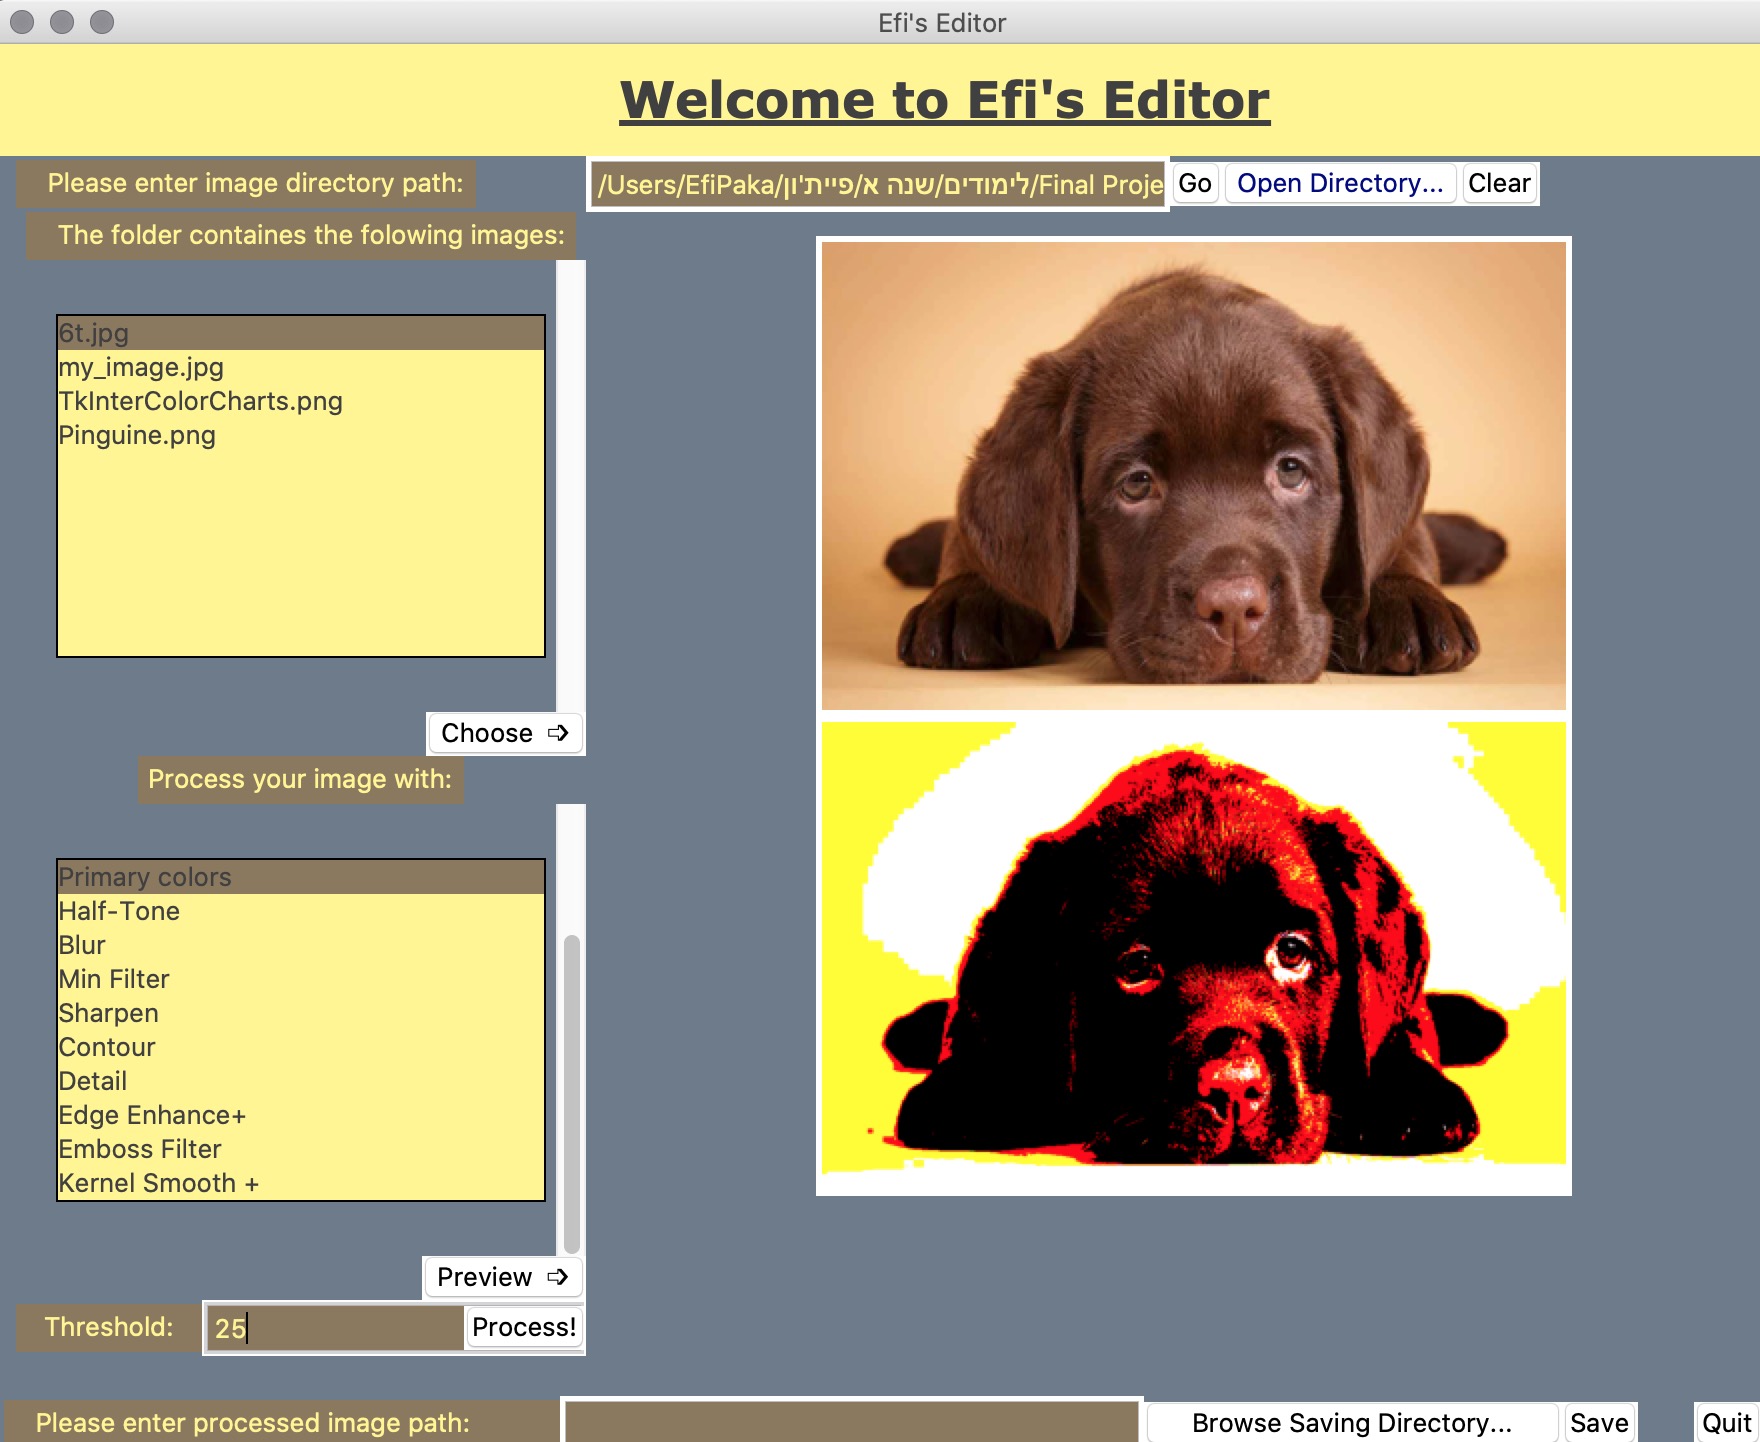 Efi's Editor
Welcome to Efi's Editor
Please enter image directory path: /Users/EfiPaka/לימודים/שנה א/פיית'ון/Final Proje Go Open Directory... Clear
The folder containes the folowing images:
6t.jpg
my_image.jpg
TkInterColorCharts.png
Pinguine.png
Choose ➩
Process your image with:
Primary colors
Half-Tone
Blur
Min Filter
Sharpen
Contour
Detail
Edge Enhance+
Emboss Filter
Kernel Smooth +
Preview ➩
Threshold: 25 Process!
Please enter processed image path: Browse Saving Directory... Save Quit